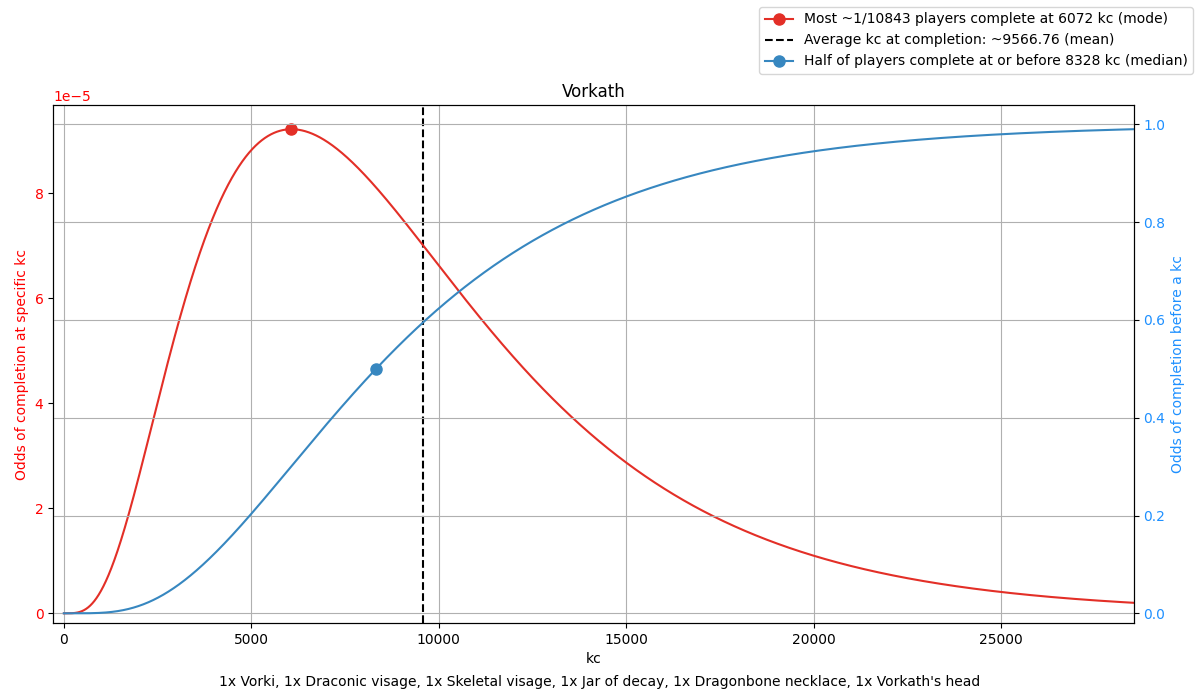 Most ~1/10843 players complete at 6072 kc (mode)
Average kc at completion: ~9566.76 (mean)
Half of players complete at or before 8328 kc (median)
Vorkath
1e−5
8
6
4
2
0
Odds of completion at specific kc
1.0
0.8
0.6
0.4
0.2
0.0
Odds of completion before a kc
0 5000 10000 15000 20000 25000
kc
1x Vorki, 1x Draconic visage, 1x Skeletal visage, 1x Jar of decay, 1x Dragonbone necklace, 1x Vorkath's head